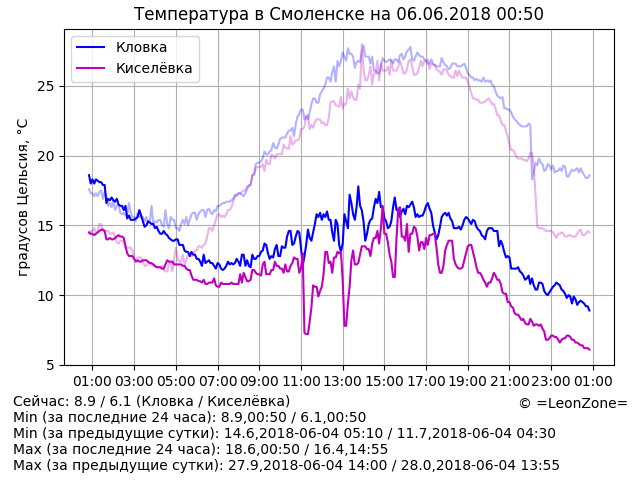 Температура в Смоленске на 06.06.2018 00:50
Кловка
Киселёвка
градусов Цельсия, °C
25
20
15
10
5
01:00 03:00 05:00 07:00 09:00 11:00 13:00 15:00 17:00 19:00 21:00 23:00 01:00
Сейчас: 8.9 / 6.1 (Кловка / Киселёвка)
© =LeonZone=
Min (за последние 24 часа): 8.9,00:50 / 6.1,00:50
Min (за предыдущие сутки): 14.6,2018-06-04 05:10 / 11.7,2018-06-04 04:30
Max (за последние 24 часа): 18.6,00:50 / 16.4,14:55
Max (за предыдущие сутки): 27.9,2018-06-04 14:00 / 28.0,2018-06-04 13:55